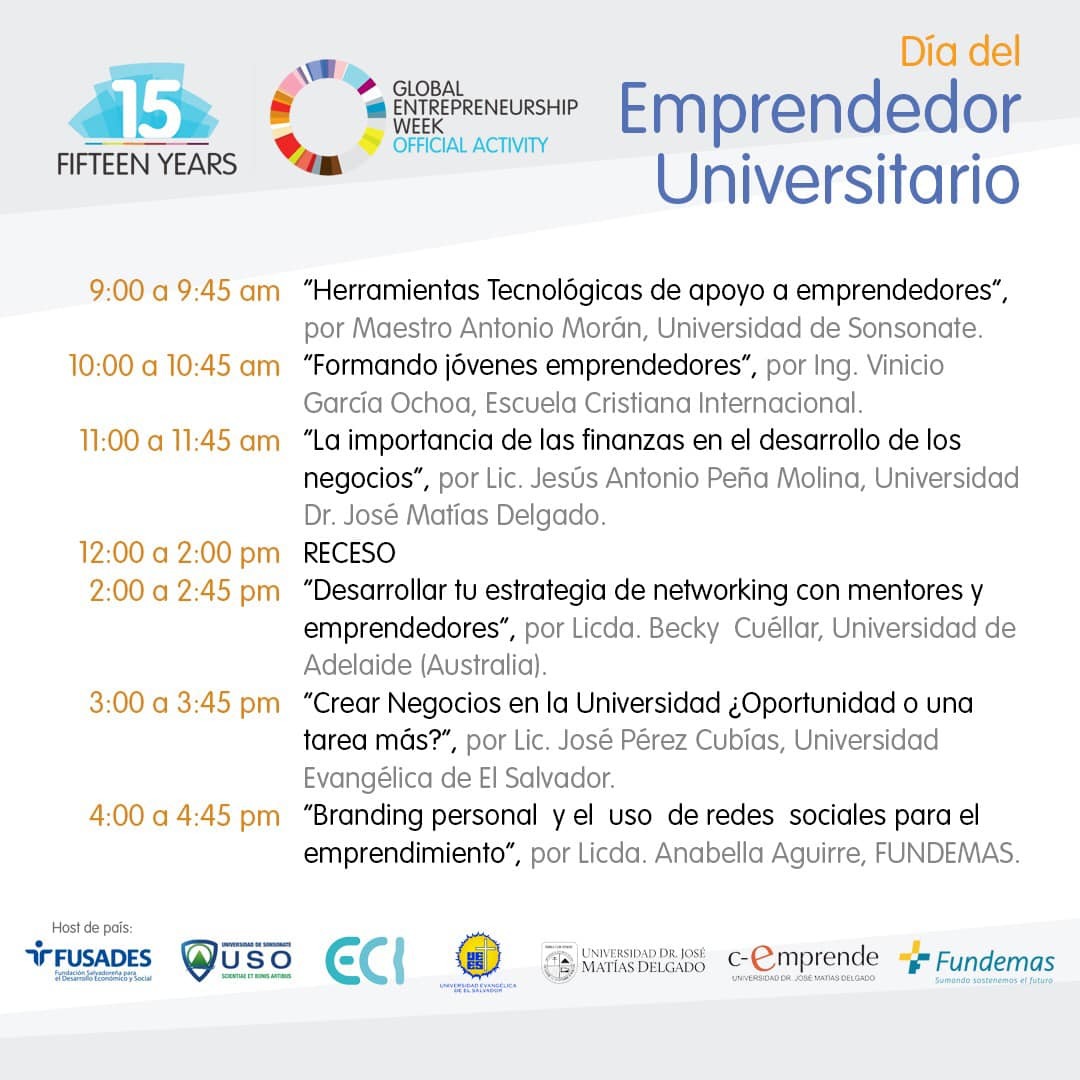 15
FIFTEEN YEARS
GLOBAL
ENTREPRENEURSHIP
WEEK
OFFICIAL ACTIVITY
Día del
Emprendedor
Universitario
9:00 a 9:45 am "Herramientas Tecnológicas de apoyo a emprendedores",
por Maestro Antonio Morán, Universidad de Sonsonate.
10:00 a 10:45 am "Formando jóvenes emprendedores", por Ing. Vinicio
García Ochoa, Escuela Cristiana Internacional.
11:00 a 11:45 am "La importancia de las finanzas en el desarrollo de los
negocios", por Lic. Jesús Antonio Peña Molina, Universidad
Dr. José Matías Delgado.
12:00 a 2:00 pm RECESO
2:00 a 2:45 pm "Desarrollar tu estrategia de networking con mentores y
emprendedores", por Licda. Becky Cuéllar, Universidad de
Adelaide (Australia).
3:00 a 3:45 pm "Crear Negocios en la Universidad ¿Oportunidad o una
tarea más?", por Lic. José Pérez Cubías, Universidad
Evangélica de El Salvador.
4:00 a 4:45 pm "Branding personal y el uso de redes sociales para el
emprendimiento", por Licda. Anabella Aguirre, FUNDEMAS.
Host de país:
FUSADES
Fundación Salvadoreña para
el Desarrollo Económico y Social
UNIVERSIDAD DE SONSONATE
USO
SCIENTIAE ET BONIS ARTIBUS
ECI
UEES
UNIVERSIDAD EVANGÉLICA
DE EL SALVADOR
UNIVERSIDAD DR. JOSÉ
MATÍAS DELGADO
c-emprende
UNIVERSIDAD DR. JOSÉ MATÍAS DELGADO
Fundemas
Sumando sostenemos el futuro